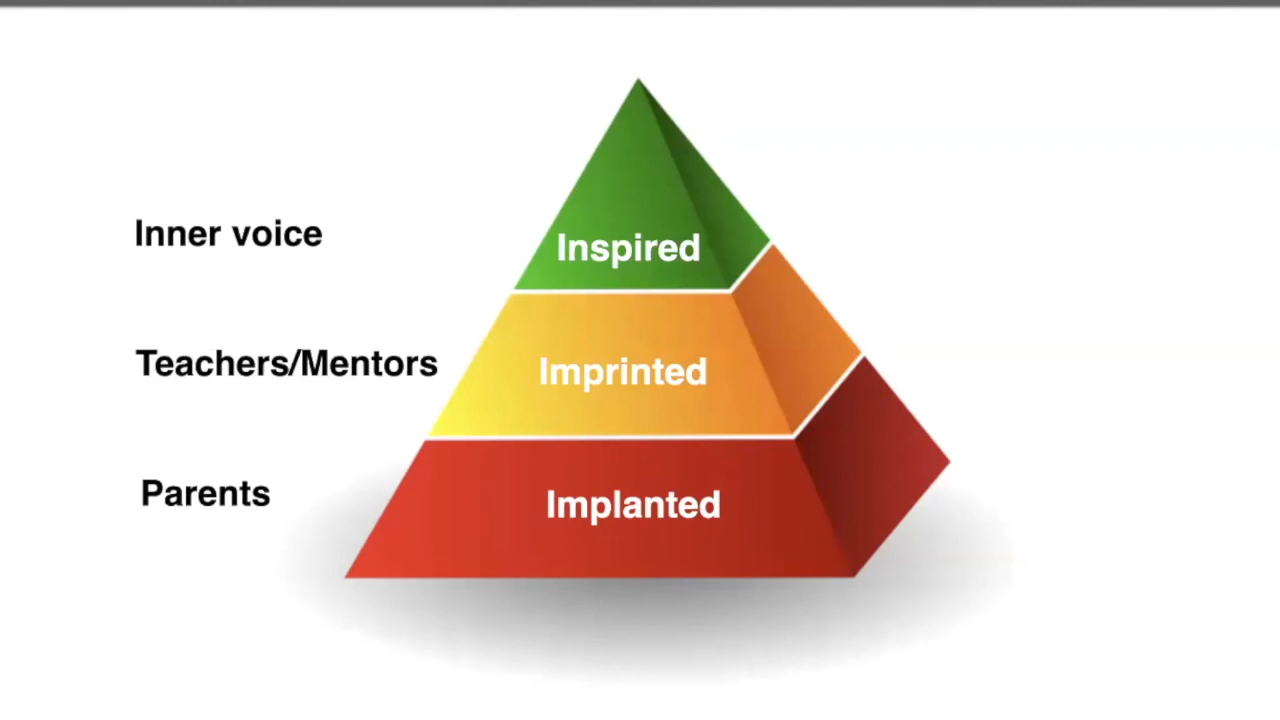 Inner voice
Inspired
Teachers/Mentors
Imprinted
Parents
Implanted